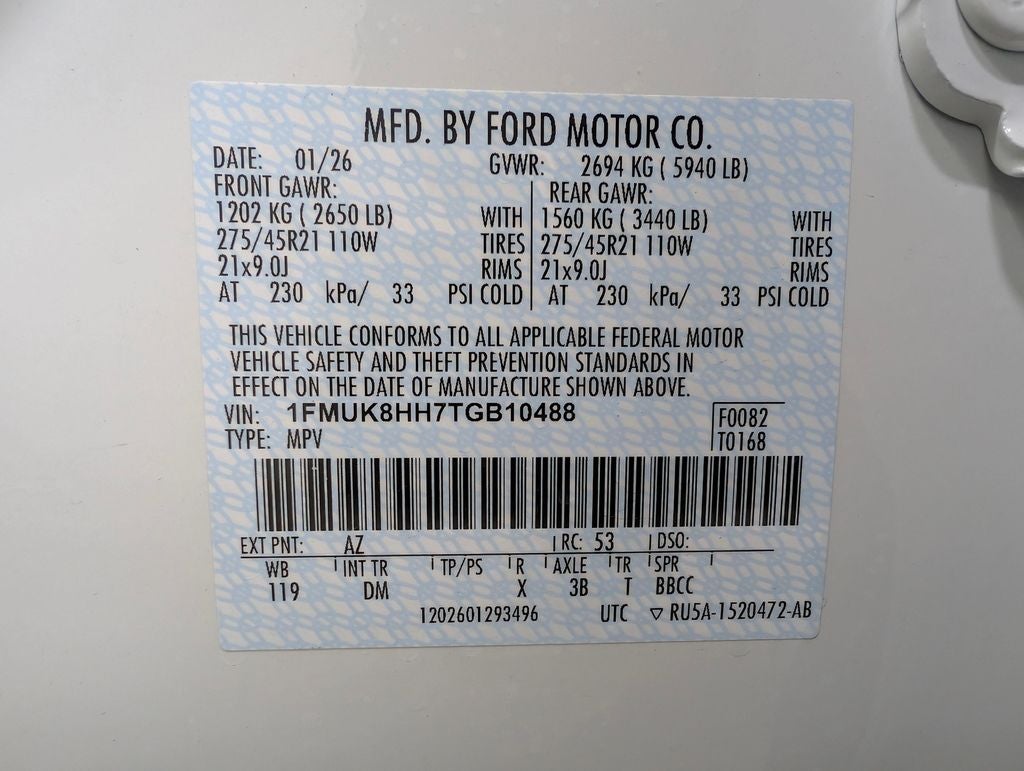 MFD. BY FORD MOTOR CO.
DATE: 01/26 GVWR: 2694 KG ( 5940 LB)
FRONT GAWR: REAR GAWR:
1202 KG ( 2650 LB) WITH 1560 KG ( 3440 LB) WITH
275/45R21 110W TIRES 275/45R21 110W TIRES
21x9.0J RIMS 21x9.0J RIMS
AT 230 kPa/ 33 PSI COLD AT 230 kPa/ 33 PSI COLD
THIS VEHICLE CONFORMS TO ALL APPLICABLE FEDERAL MOTOR
VEHICLE SAFETY AND THEFT PREVENTION STANDARDS IN
EFFECT ON THE DATE OF MANUFACTURE SHOWN ABOVE.
VIN: 1FMUK8HH7TGB10488 F0082
TYPE: MPV T0168
EXT PNT: AZ RC: 53 DSO:
WB INT TR TP/PS R AXLE TR SPR
119 DM X 3B T BBCC
1202601293496 UTC ▽ RU5A-1520472-AB